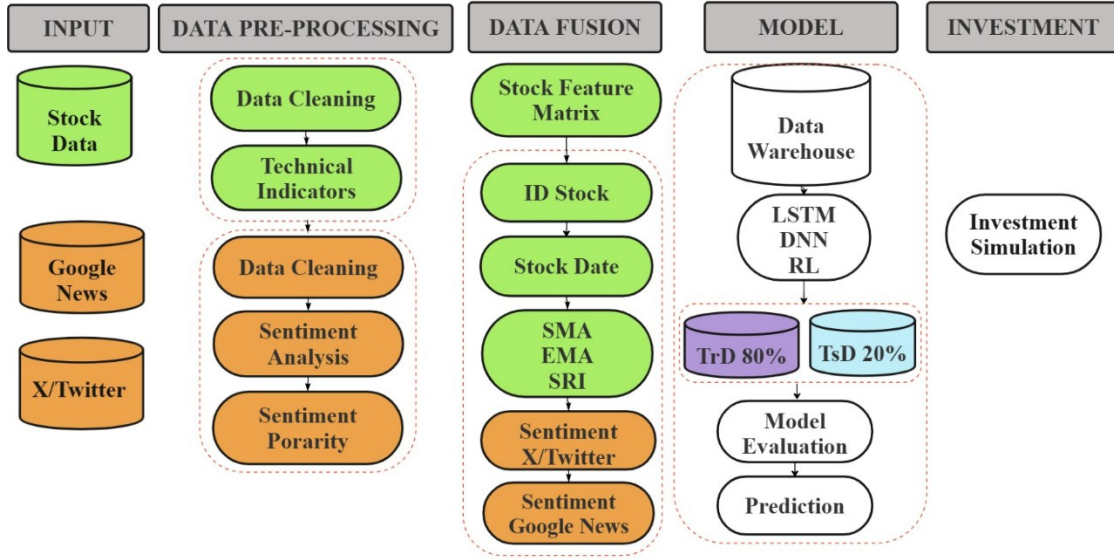 INPUT
DATA PRE-PROCESSING
DATA FUSION
MODEL
INVESTMENT
Stock
Data
Google
News
X/Twitter
Data Cleaning
Technical
Indicators
Data Cleaning
Sentiment
Analysis
Sentiment
Porarity
Stock Feature
Matrix
ID Stock
Stock Date
SMA
EMA
SRI
Sentiment
X/Twitter
Sentiment
Google News
Data
Warehouse
LSTM
DNN
RL
TrD 80%
TsD 20%
Model
Evaluation
Prediction
Investment
Simulation